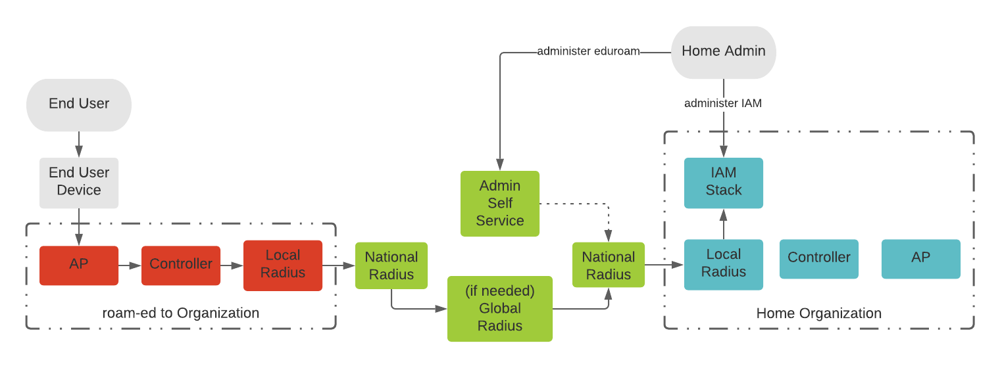 administer eduroam
Home Admin
End User
administer IAM
End User
Device
IAM
Stack
Admin
Self
Service
AP
Controller
Local
Radius
National
Radius
(if needed)
Global
Radius
National
Radius
Local
Radius
Controller
AP
roam-ed to Organization
Home Organization